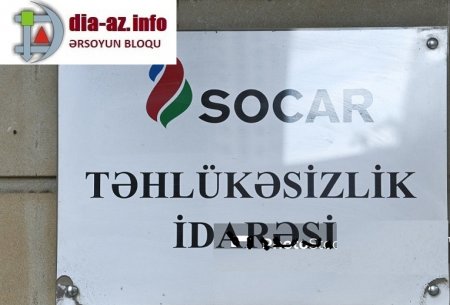 dia-az.info
ƏRSOYUN BLOQU
SOCAR
TƏHLÜKƏSİZLİK
İDARƏSİ